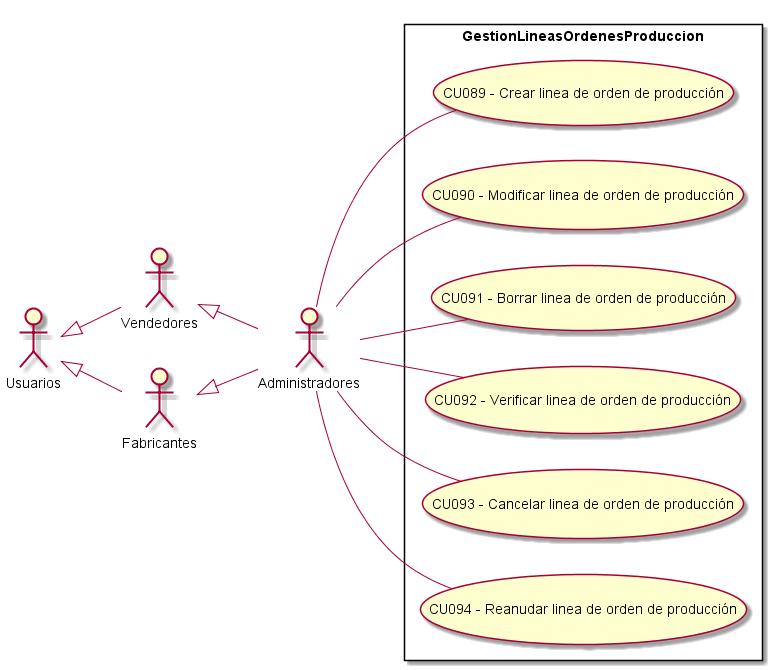 GestionLineasOrdenesProduccion
CU089 - Crear linea de orden de producción
CU090 - Modificar linea de orden de producción
CU091 - Borrar linea de orden de producción
CU092 - Verificar linea de orden de producción
CU093 - Cancelar linea de orden de producción
CU094 - Reanudar linea de orden de producción
Vendedores
Usuarios
Administradores
Fabricantes